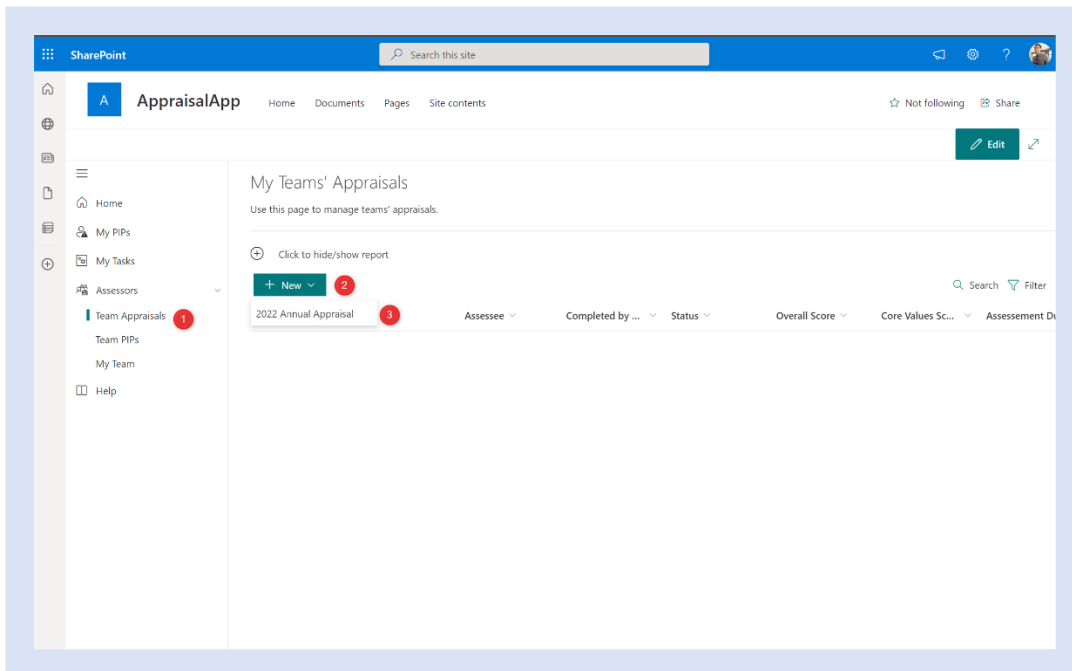 SharePoint
Search this site
?
A
AppraisalApp
Home Documents Pages Site contents
Not following Share
Edit
Home
My PIPs
My Tasks
Assessors
Team Appraisals 1
Team PIPs
My Team
Help
My Teams' Appraisals
Use this page to manage teams' appraisals.
Click to hide/show report
+ New 2
Search Filter
2022 Annual Appraisal 3
Assessee Completed by ... Status Overall Score Core Values Sc... Assessement Du